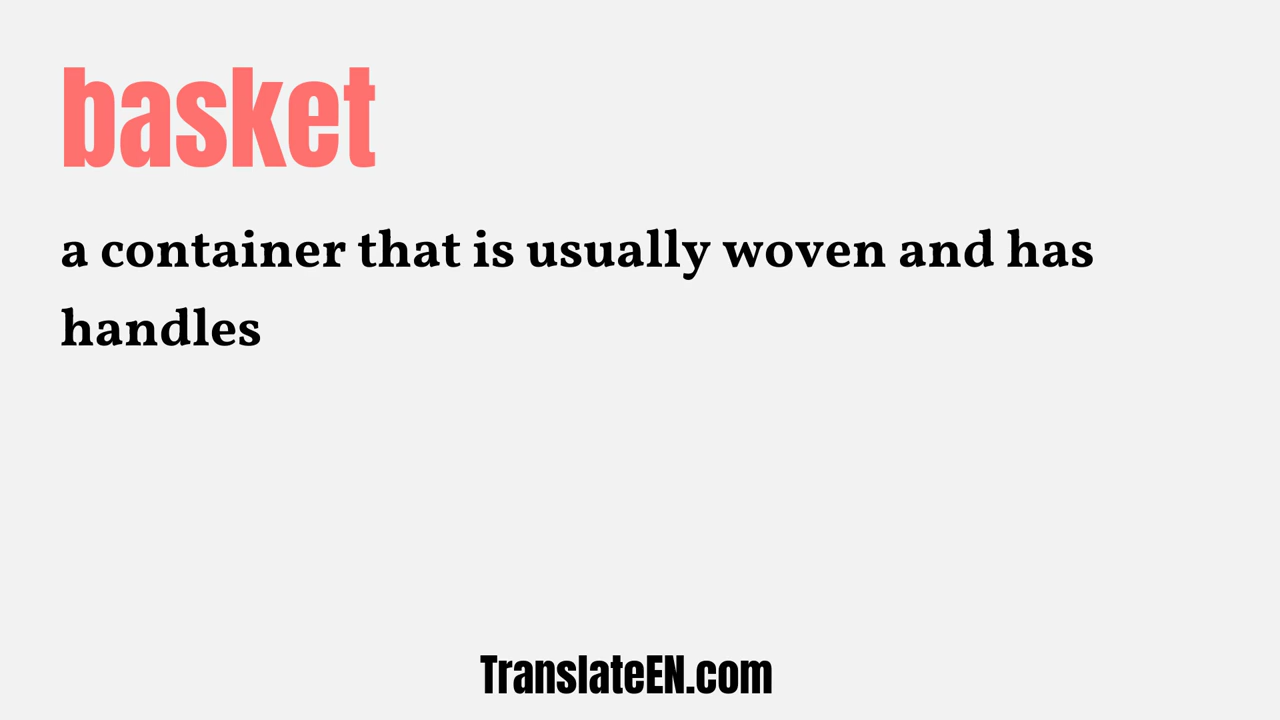 basket
a container that is usually woven and has
handles
TranslateEN.com